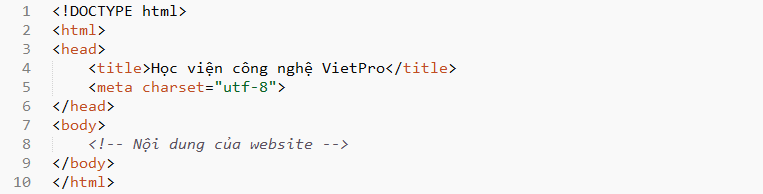 1 <!DOCTYPE html>
2 <html>
3 <head>
4 <title>Học viện công nghệ VietPro</title>
5 <meta charset="utf-8">
6 </head>
7 <body>
8 <!-- Nội dung của website -->
9 </body>
10 </html>